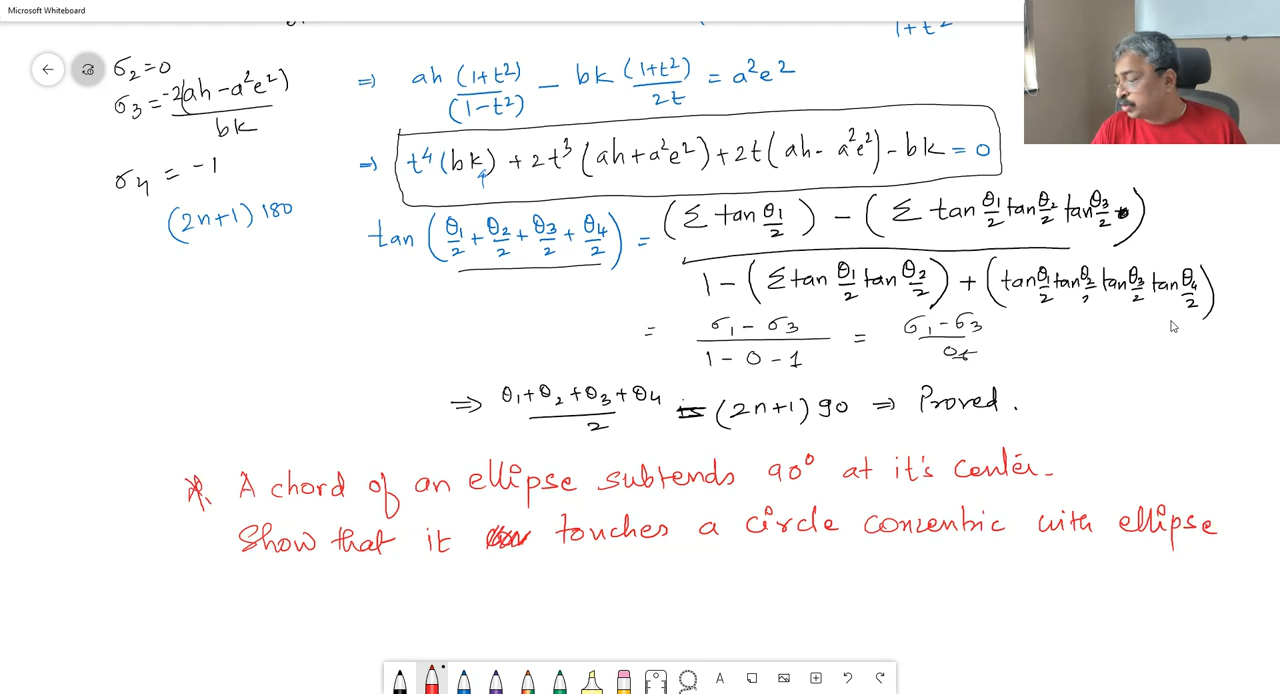 Microsoft Whiteboard
1+t²
σ₂=0
σ₃ = -2(ah - a²e²) / bk
σ₄ = -1
(2n+1) 180
⇒ ah (1+t²)/(1-t²) - bk (1+t²)/2t = a²e²
⇒ t⁴(bk) + 2t³(ah+a²e²) + 2t(ah - a²e²) - bk = 0
tan (θ₁/2 + θ₂/2 + θ₃/2 + θ₄/2) = (Σ tan θ₁/2) - (Σ tan θ₁/2 tan θ₂/2 tan θ₃/2)
1 - (Σ tan θ₁/2 tan θ₂/2) + (tan θ₁/2 tan θ₂/2 tan θ₃/2 tan θ₄/2)
= (σ₁ - σ₃) / (1 - 0 - 1) = (σ₁ - σ₃) / 0
⇒ (θ₁+θ₂+θ₃+θ₄)/2 is (2n+1) 90 ⇒ Proved.
*. A chord of an ellipse subtends 90° at it's center.
Show that it touches a circle concentric with ellipse
A